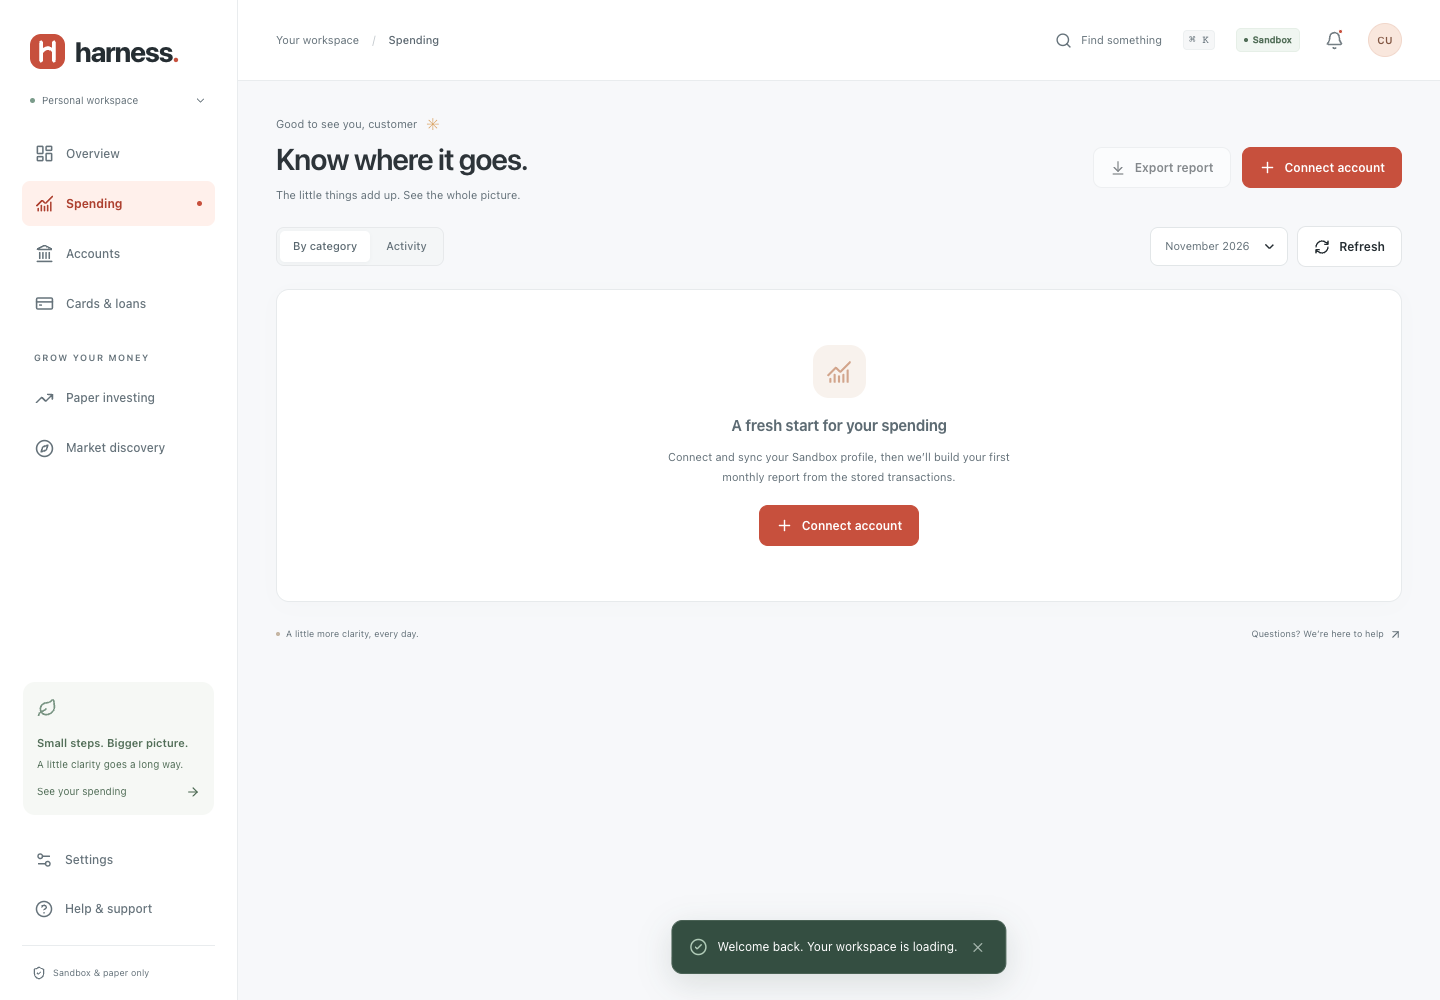 harness.
Personal workspace
Overview
Spending
Accounts
Cards & loans
GROW YOUR MONEY
Paper investing
Market discovery
Small steps. Bigger picture.
A little clarity goes a long way.
See your spending
Settings
Help & support
Sandbox & paper only
Your workspace / Spending
Find something
⌘ K
Sandbox
CU
Good to see you, customer
Know where it goes.
The little things add up. See the whole picture.
Export report
Connect account
By category
Activity
November 2026
Refresh
A fresh start for your spending
Connect and sync your Sandbox profile, then we’ll build your first
monthly report from the stored transactions.
Connect account
A little more clarity, every day.
Questions? We’re here to help
Welcome back. Your workspace is loading.